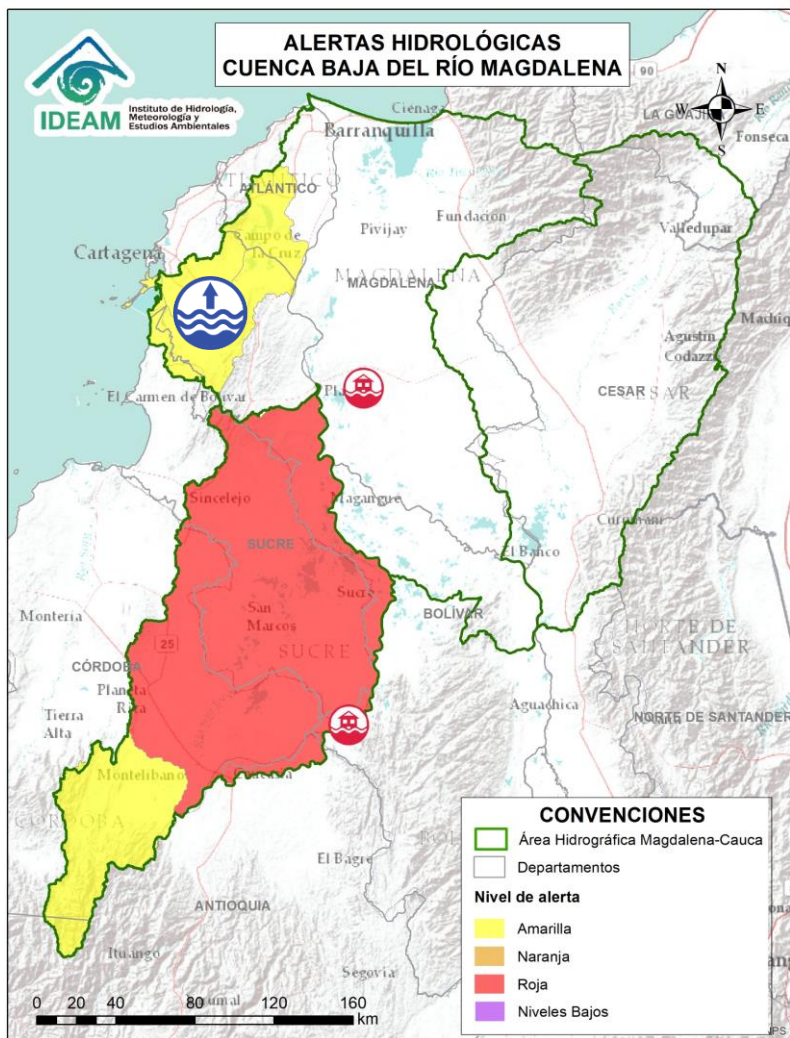 ALERTAS HIDROLÓGICAS
CUENCA BAJA DEL RÍO MAGDALENA
IDEAM
Instituto de Hidrología,
Meteorología y
Estudios Ambientales
N
W E
S
90
LA GUAJIRA
Fonseca
Ciénaga
Barranquilla
ATLÁNTICO
Campo de
la Cruz
Pivijay
Fundación
Valledupar
Cartagena
MAGDALENA
MAGDALENA
Agustín
Codazzi
El Carmen de Bolívar
CESAR
CESAR
Sincelejo
Magangue
Curumaní
El Banco
SUCRE
Sucre
BOLÍVAR
Montería
San
Marcos
25
SUCRE
NORTE DE
SANTANDER
CÓRDOBA
Planeta
Rica
Aguachica
NORTE DE SANTANDER
Tierra
Alta
Montelibano
Caucasia
CÓRDOBA
El Bagre
ANTIOQUIA
Ituango
Segovia
0 20 40 80 120 160
km
CONVENCIONES
Área Hidrográfica Magdalena-Cauca
Departamentos
Nivel de alerta
Amarilla
Naranja
Roja
Niveles Bajos